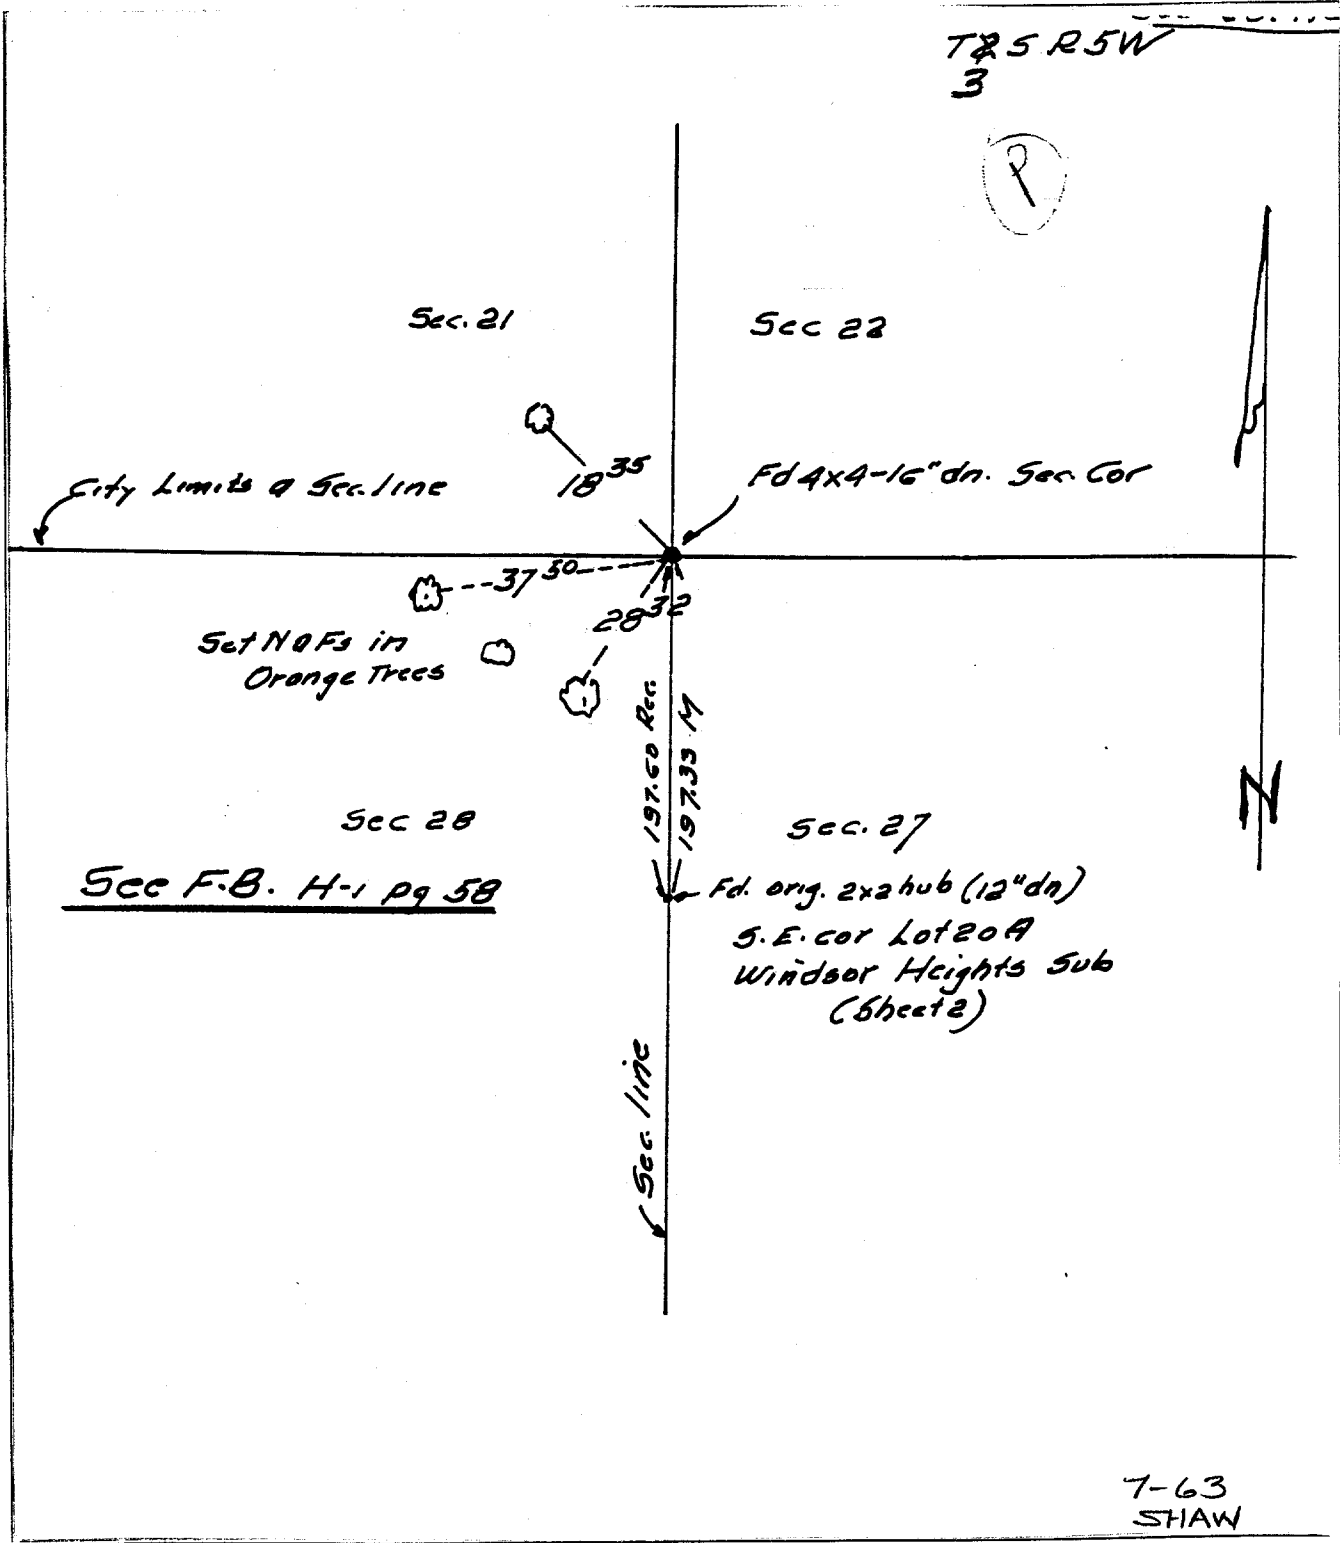 T2S R5W
3
P
Sec. 21
Sec 22
City Limits & Sec. line
18 35
Fd 4x4-16" dn. Sec. Cor
37 50
28 32
Set N & Fs in
Orange Trees
197.60 Rec.
197.33 M
N
Sec 28
Sec. 27
See F.B. H-1 pg 58
Fd. orig. 2x2 hub (12" dn)
S.E. cor Lot 20 A
Windsor Heights Sub
(Sheet 2)
Sec. line
7-63
SHAW